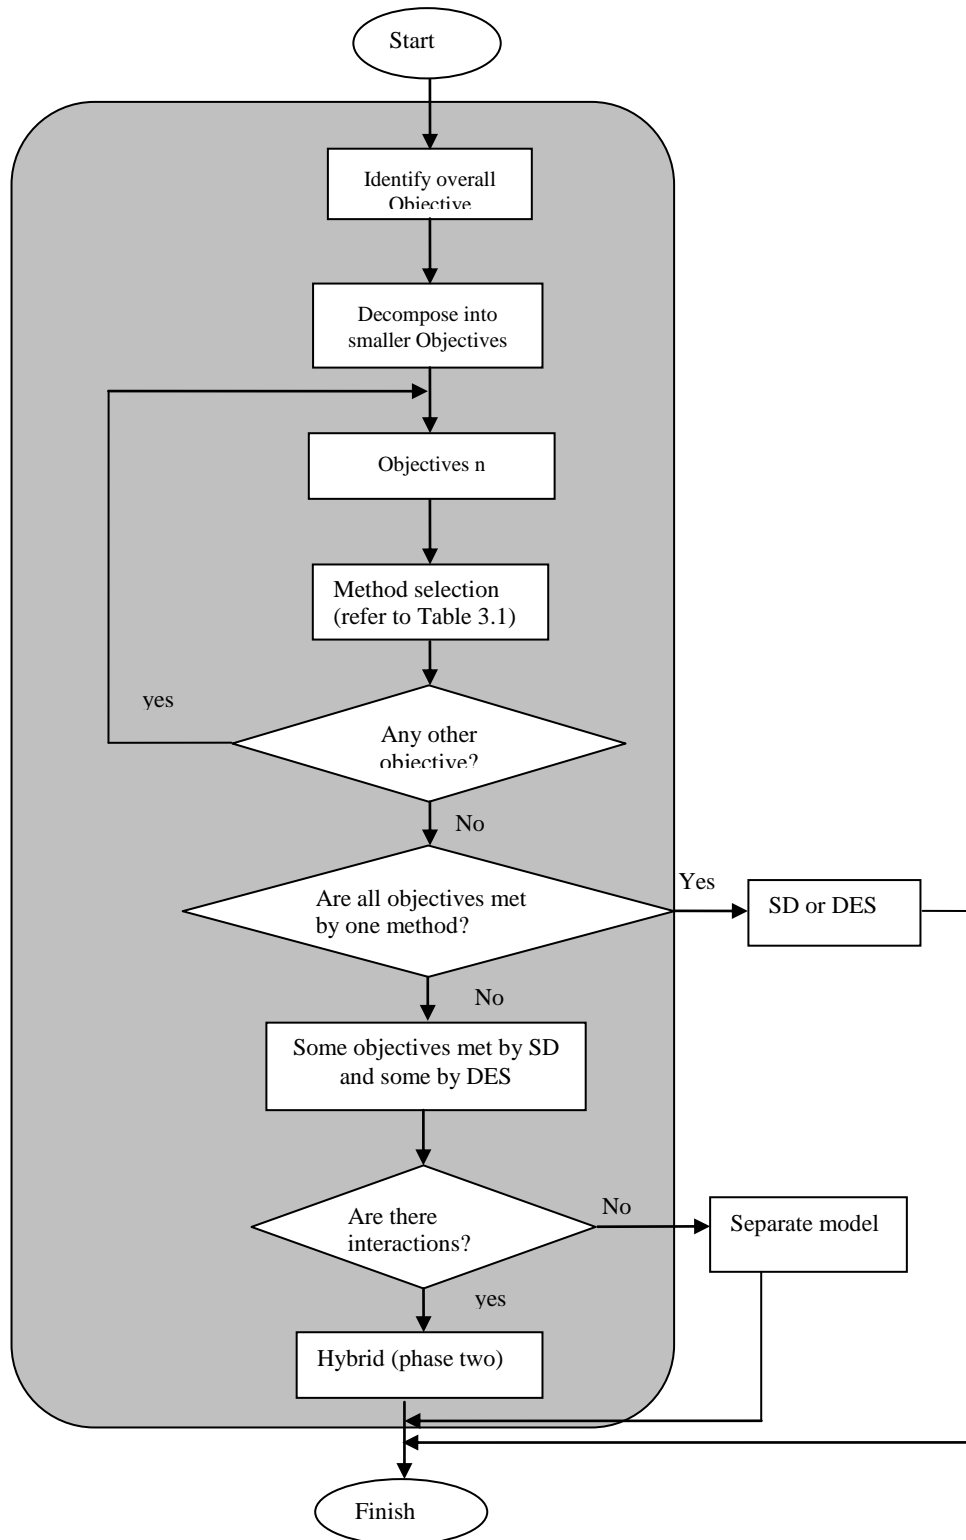 Start
Identify overall
Objective
Decompose into
smaller Objectives
Objectives n
Method selection
(refer to Table 3.1)
yes
Any other
objective?
No
Are all objectives met
by one method?
Yes
SD or DES
No
Some objectives met by SD
and some by DES
Are there
interactions?
No
Separate model
yes
Hybrid (phase two)
Finish